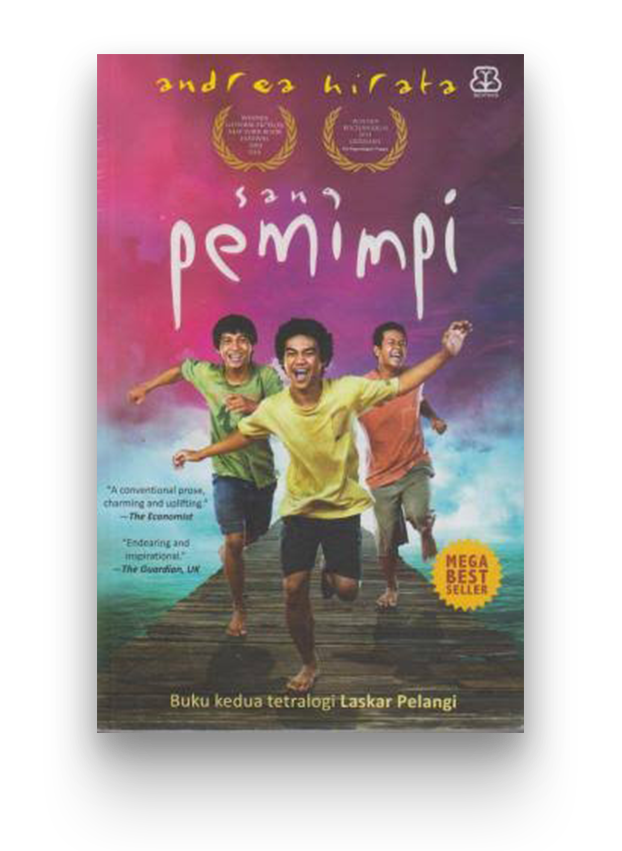 andrea hirata
sang
pemimpi
"A conventional prose,
charming and uplifting."
—The Economist
"Endearing and
inspirational."
—The Guardian, UK
MEGA
BEST
SELLER
Buku kedua tetralogi Laskar Pelangi